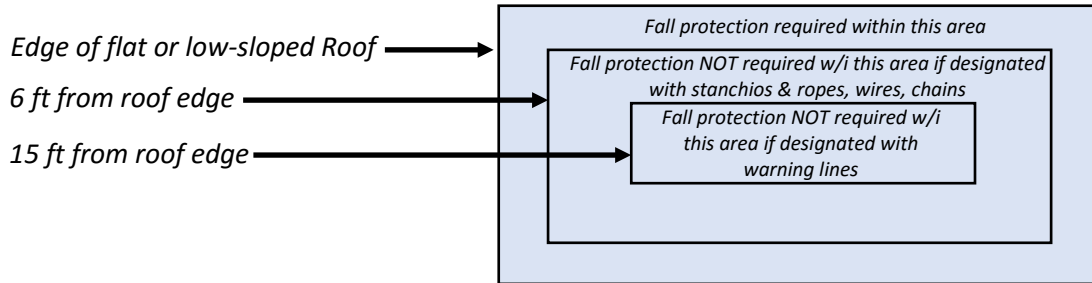 Fall protection required within this area
Edge of flat or low-sloped Roof
Fall protection NOT required w/i this area if designated
with stanchios & ropes, wires, chains
6 ft from roof edge
Fall protection NOT required w/i
this area if designated with
warning lines
15 ft from roof edge